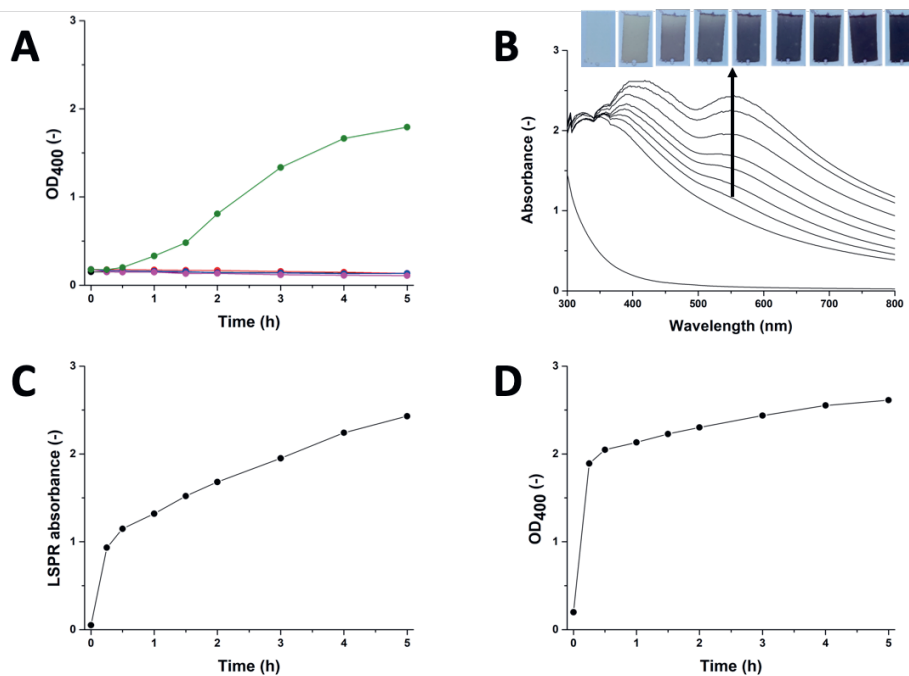 A
OD400 (-)
3
2
1
0
0 1 2 3 4 5
Time (h)
B
Absorbance (-)
3
2
1
0
300 400 500 600 700 800
Wavelength (nm)
C
LSPR absorbance (-)
3
2
1
0
0 1 2 3 4 5
Time (h)
D
OD400 (-)
3
2
1
0
0 1 2 3 4 5
Time (h)